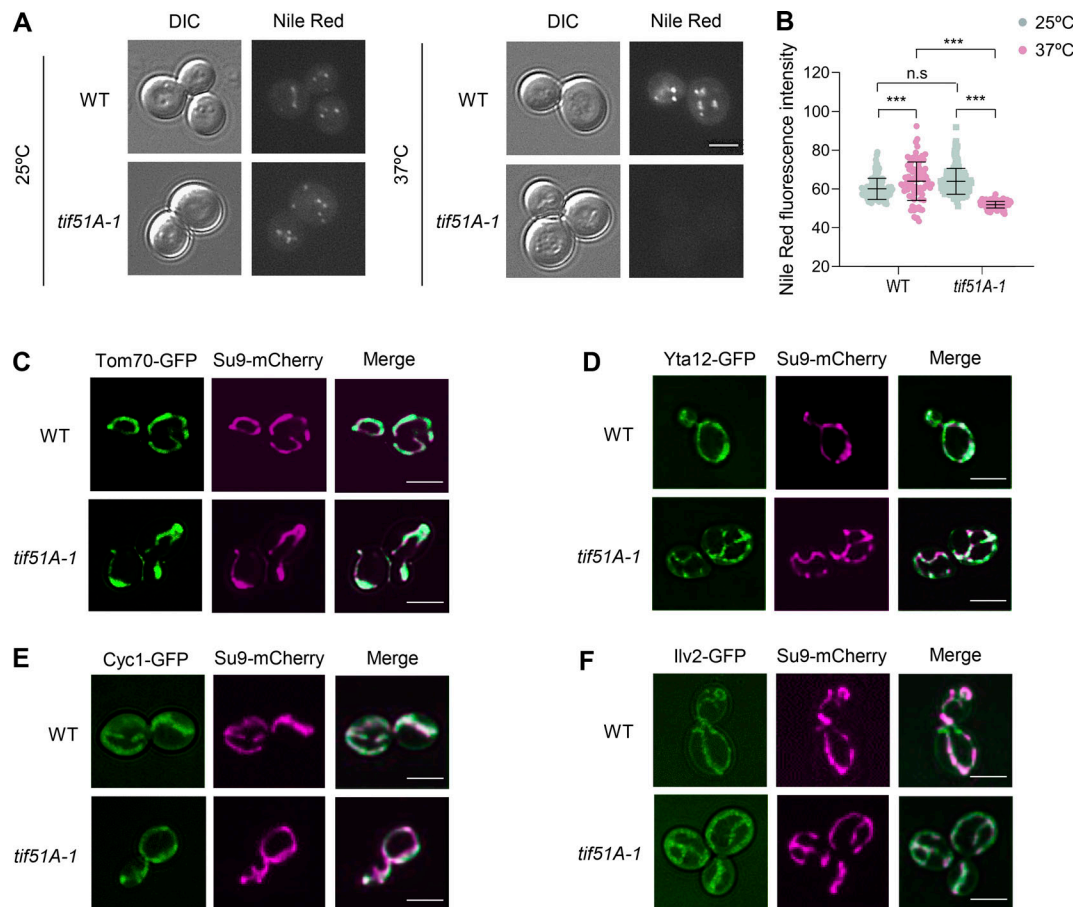 A
DIC
Nile Red
DIC
Nile Red
25ºC
WT
tif51A-1
37ºC
WT
tif51A-1
B
25ºC
37ºC
Nile Red fluorescence intensity
120
100
80
60
40
20
***
n.s
***
***
WT
tif51A-1
C
Tom70-GFP
Su9-mCherry
Merge
WT
tif51A-1
D
Yta12-GFP
Su9-mCherry
Merge
WT
tif51A-1
E
Cyc1-GFP
Su9-mCherry
Merge
WT
tif51A-1
F
Ilv2-GFP
Su9-mCherry
Merge
WT
tif51A-1